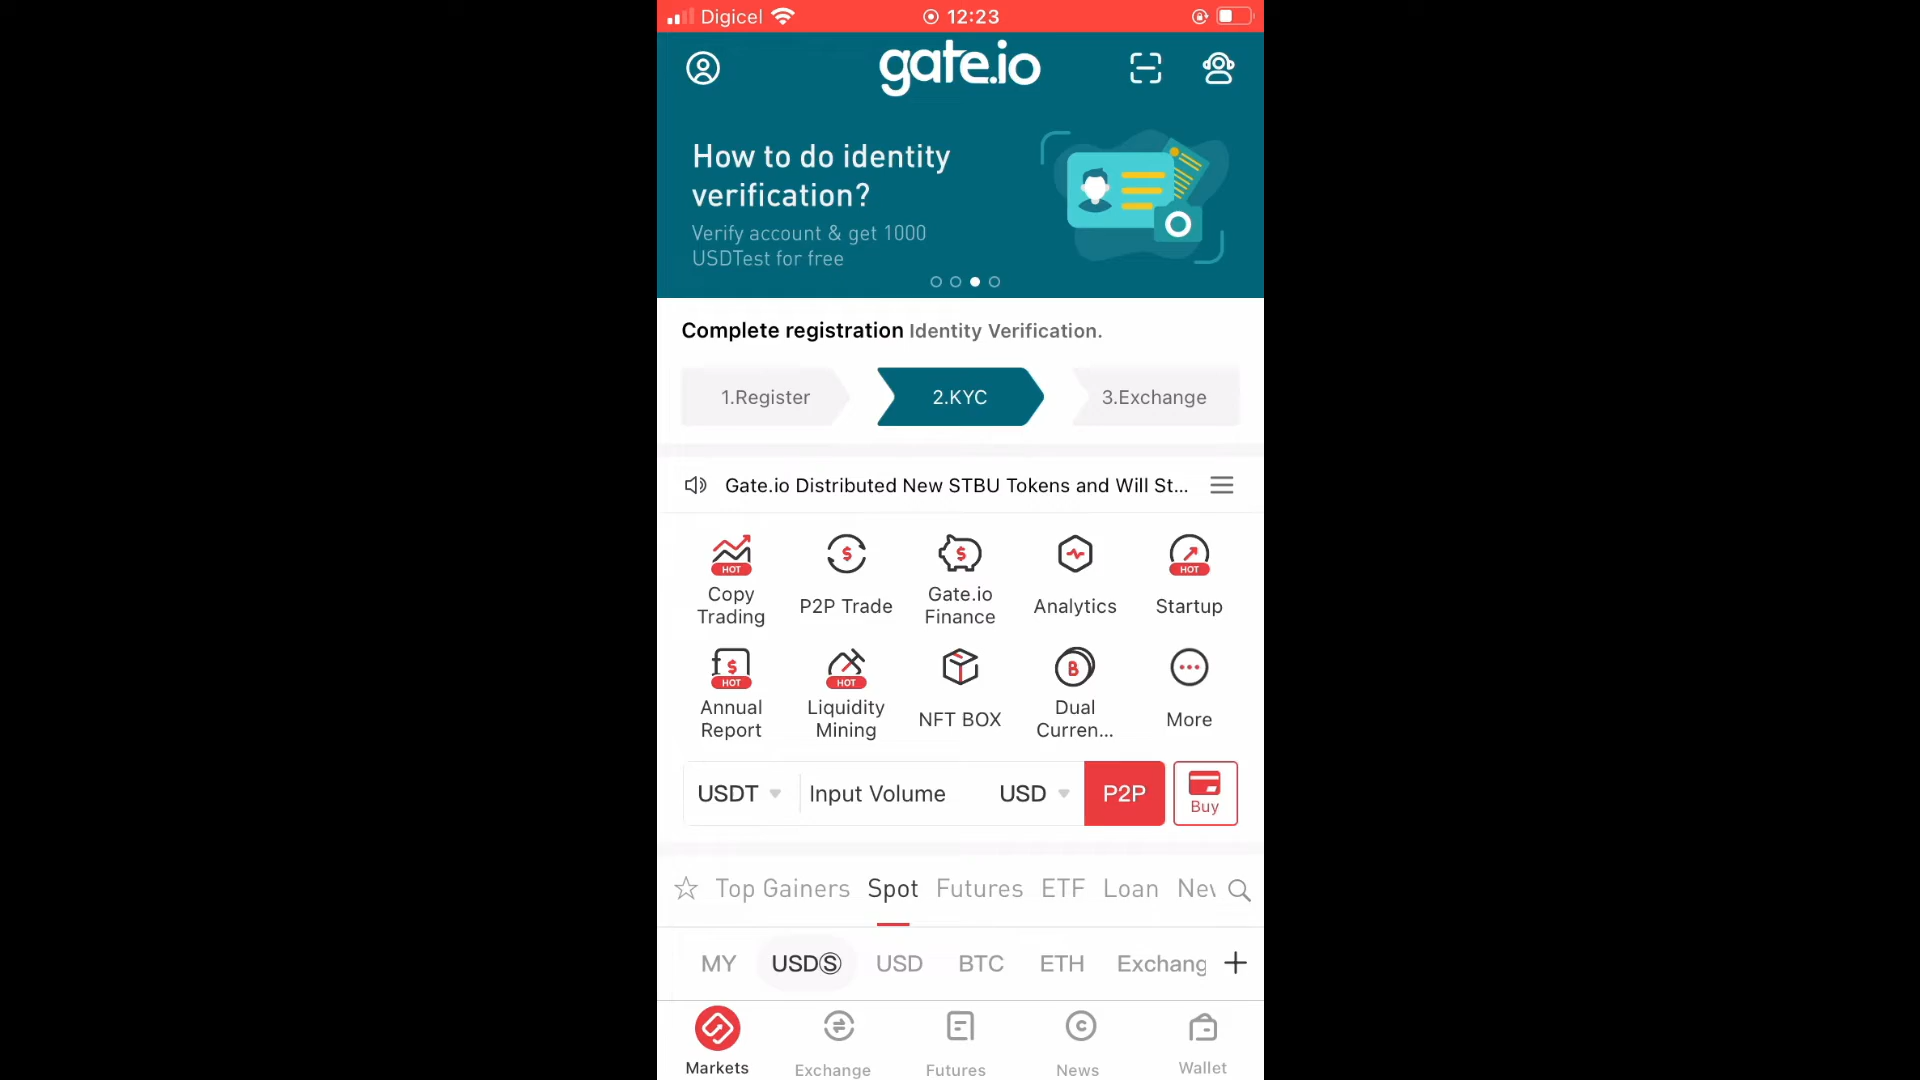 Digicel 12:23
gate.io
How to do identity
verification?
Verify account & get 1000
USDTest for free
Complete registration Identity Verification.
1.Register 2.KYC 3.Exchange
Gate.io Distributed New STBU Tokens and Will St...
HOT HOT
Copy
Trading
P2P Trade
Gate.io
Finance
Analytics
Startup
HOT HOT
Annual
Report
Liquidity
Mining
NFT BOX
Dual
Curren...
More
USDT Input Volume USD P2P Buy
Top Gainers Spot Futures ETF Loan
MY USDⓈ USD BTC ETH Exchang
Markets Exchange Futures News Wallet